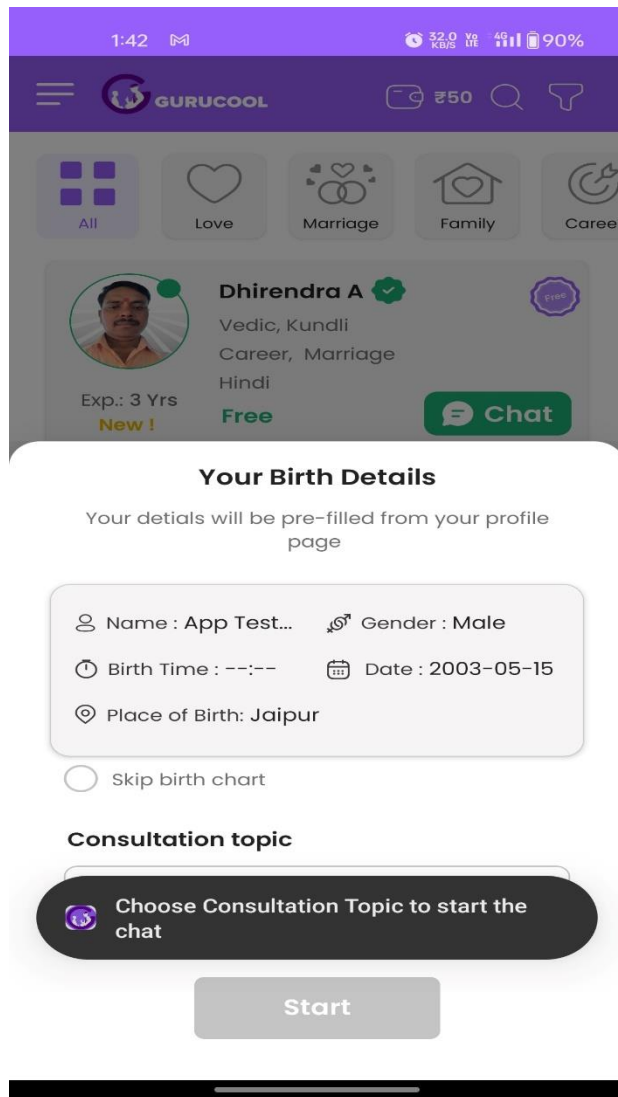 1:42 32.0 KB/S Yo LTE 4G 90%
GURUCOOL ₹50
All Love Marriage Family Caree
Dhirendra A Free
Vedic, Kundli
Career, Marriage
Hindi
Exp.: 3 Yrs
New !
Free
Chat
Your Birth Details
Your detials will be pre-filled from your profile
page
Name : App Test... Gender : Male
Birth Time : --:-- Date : 2003-05-15
Place of Birth: Jaipur
Skip birth chart
Consultation topic
Choose Consultation Topic to start the
chat
Start